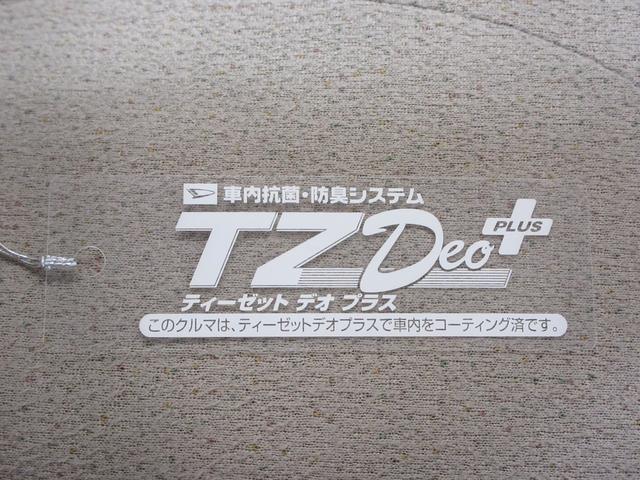 車内抗菌・防臭システム
TZ Deo PLUS
ティーゼット デオ プラス
このクルマは、ティーゼットデオプラスで車内をコーティング済です。